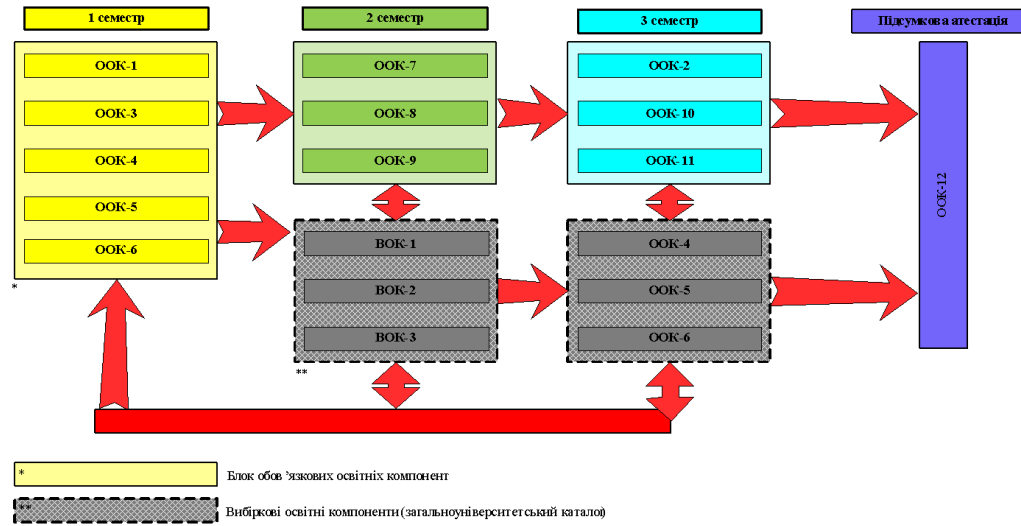 1 семестр
2 семестр
3 семестр
Підсумкова атестація
ООК-1
ООК-3
ООК-4
ООК-5
ООК-6
*
ООК-7
ООК-8
ООК-9
ВОК-1
ВОК-2
ВОК-3
**
ООК-2
ООК-10
ООК-11
ООК-4
ООК-5
ООК-6
ООК-12
* Блок обов ’язкових освітніх компонент
** Вибіркові освітні компоненти (загальноуніверситетський каталог)